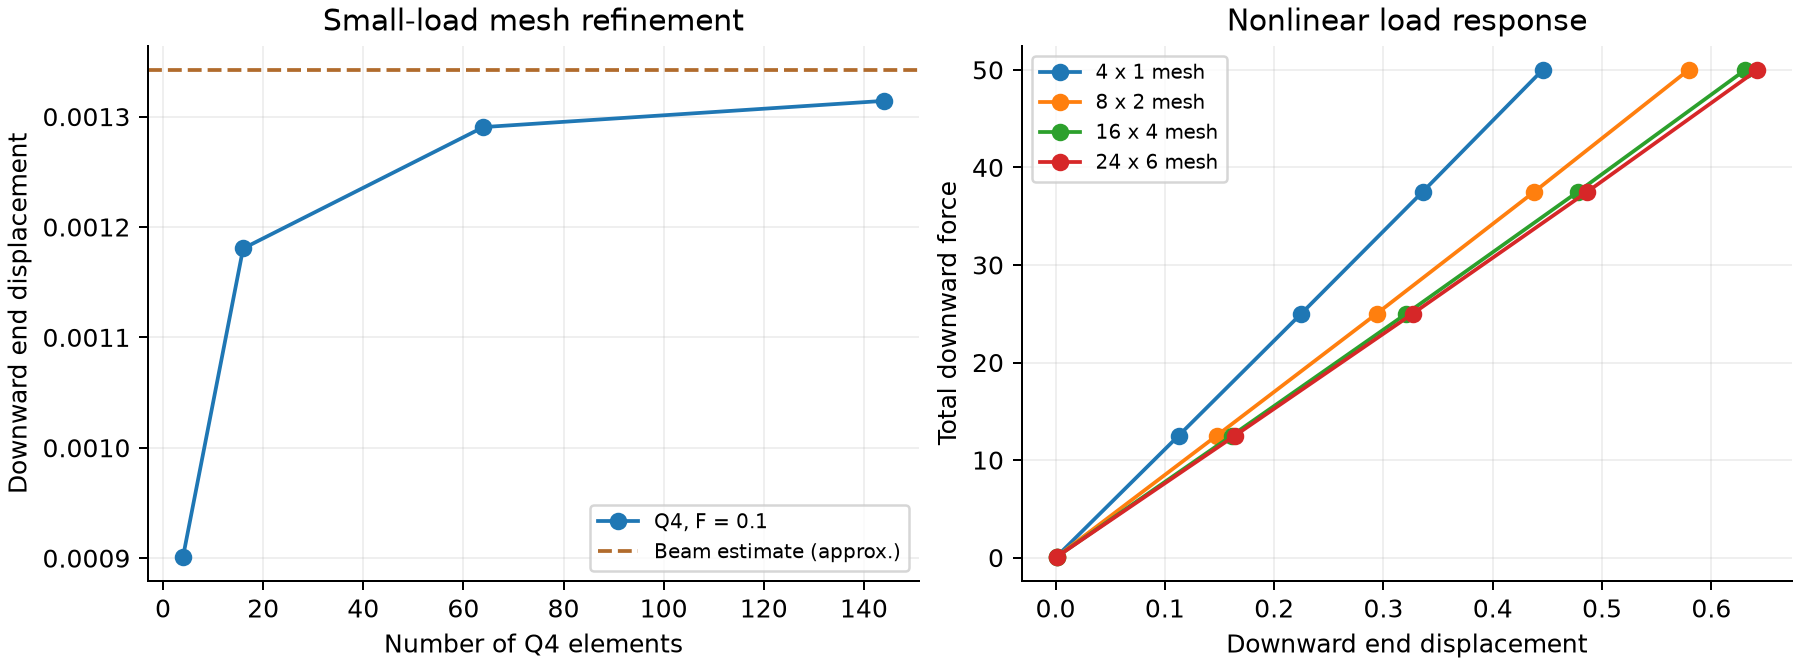 Small-load mesh refinement
Downward end displacement
0.0013
0.0012
0.0011
0.0010
0.0009
Q4, F = 0.1
Beam estimate (approx.)
0
20
40
60
80
100
120
140
Number of Q4 elements
Nonlinear load response
Total downward force
50
40
30
20
10
0
4 x 1 mesh
8 x 2 mesh
16 x 4 mesh
24 x 6 mesh
0.0
0.1
0.2
0.3
0.4
0.5
0.6
Downward end displacement